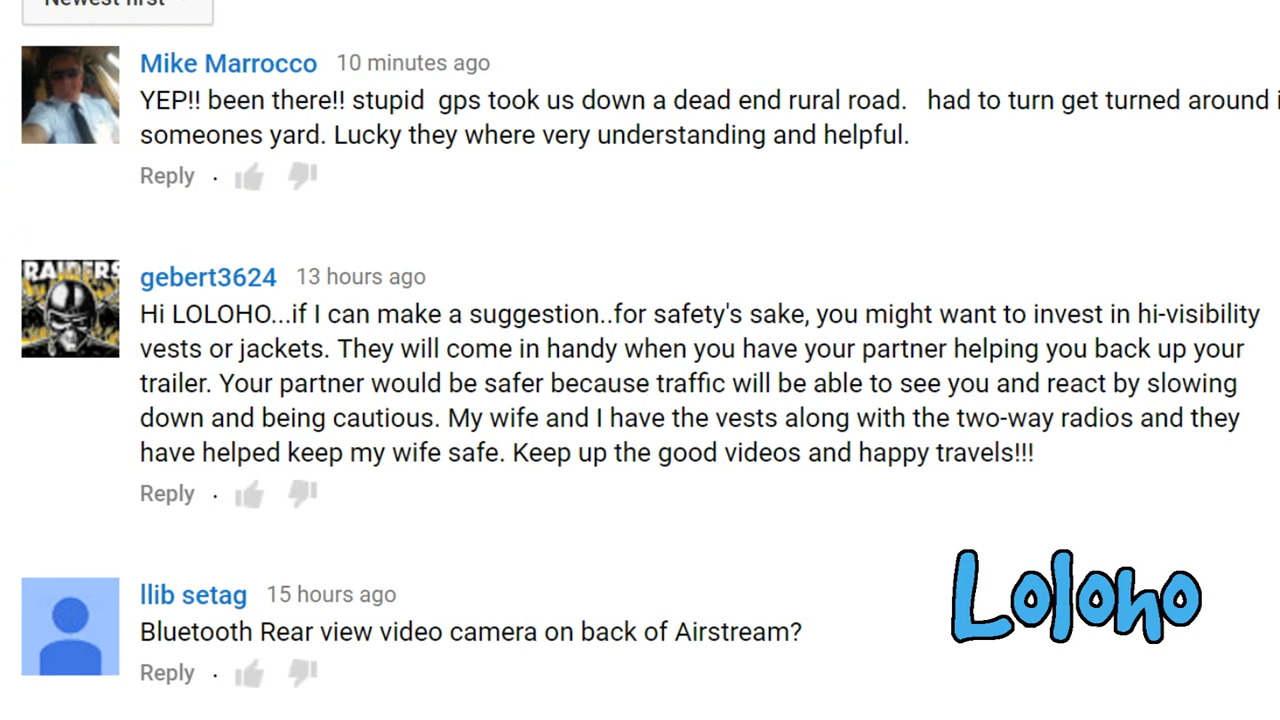 Newest first
Mike Marrocco 10 minutes ago
YEP!! been there!! stupid  gps took us down a dead end rural road.   had to turn get turned around i
someones yard. Lucky they where very understanding and helpful.
Reply ·
RAIDERS
gebert3624 13 hours ago
Hi LOLOHO...if I can make a suggestion..for safety's sake, you might want to invest in hi-visibility
vests or jackets. They will come in handy when you have your partner helping you back up your
trailer. Your partner would be safer because traffic will be able to see you and react by slowing
down and being cautious. My wife and I have the vests along with the two-way radios and they
have helped keep my wife safe. Keep up the good videos and happy travels!!!
Reply ·
llib setag 15 hours ago
Bluetooth Rear view video camera on back of Airstream?
Reply ·
Loloho